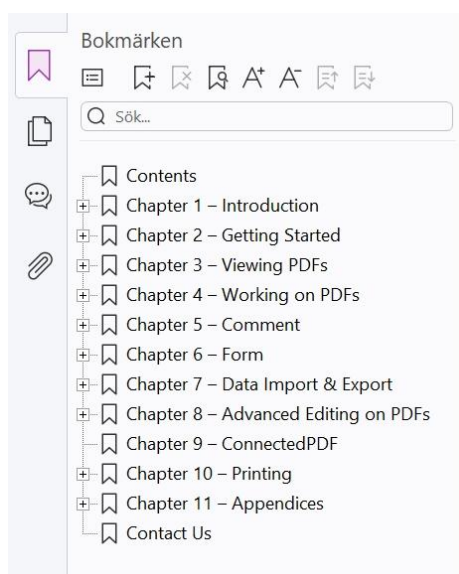 Bokmärken
Sök...
Contents
Chapter 1 – Introduction
Chapter 2 – Getting Started
Chapter 3 – Viewing PDFs
Chapter 4 – Working on PDFs
Chapter 5 – Comment
Chapter 6 – Form
Chapter 7 – Data Import & Export
Chapter 8 – Advanced Editing on PDFs
Chapter 9 – ConnectedPDF
Chapter 10 – Printing
Chapter 11 – Appendices
Contact Us